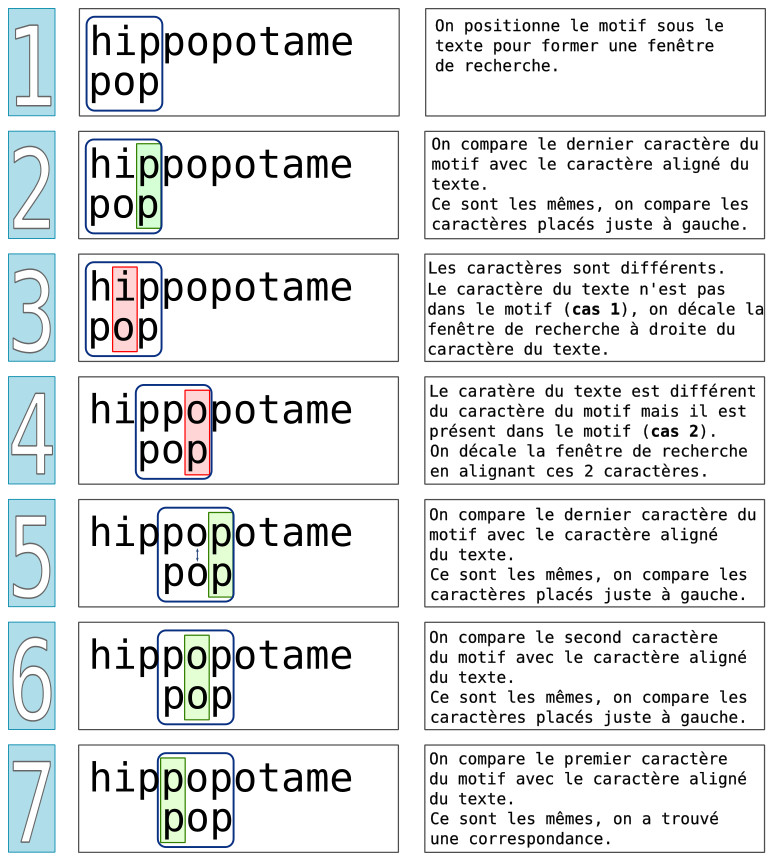 1
hippopotame
pop
On positionne le motif sous le
texte pour former une fenêtre
de recherche.
2
hippopotame
pop
On compare le dernier caractère du
motif avec le caractère aligné du
texte.
Ce sont les mêmes, on compare les
caractères placés juste à gauche.
3
hippopotame
pop
Les caractères sont différents.
Le caractère du texte n'est pas
dans le motif (cas 1), on décale la
fenêtre de recherche à droite du
caractère du texte.
4
hippopotame
pop
Le caratère du texte est différent
du caractère du motif mais il est
présent dans le motif (cas 2).
On décale la fenêtre de recherche
en alignant ces 2 caractères.
5
hippopotame
pop
On compare le dernier caractère du
motif avec le caractère aligné
du texte.
Ce sont les mêmes, on compare les
caractères placés juste à gauche.
6
hippopotame
pop
On compare le second caractère
du motif avec le caractère aligné
du texte.
Ce sont les mêmes, on compare les
caractères placés juste à gauche.
7
hippopotame
pop
On compare le premier caractère
du motif avec le caractère aligné
du texte.
Ce sont les mêmes, on a trouvé
une correspondance.